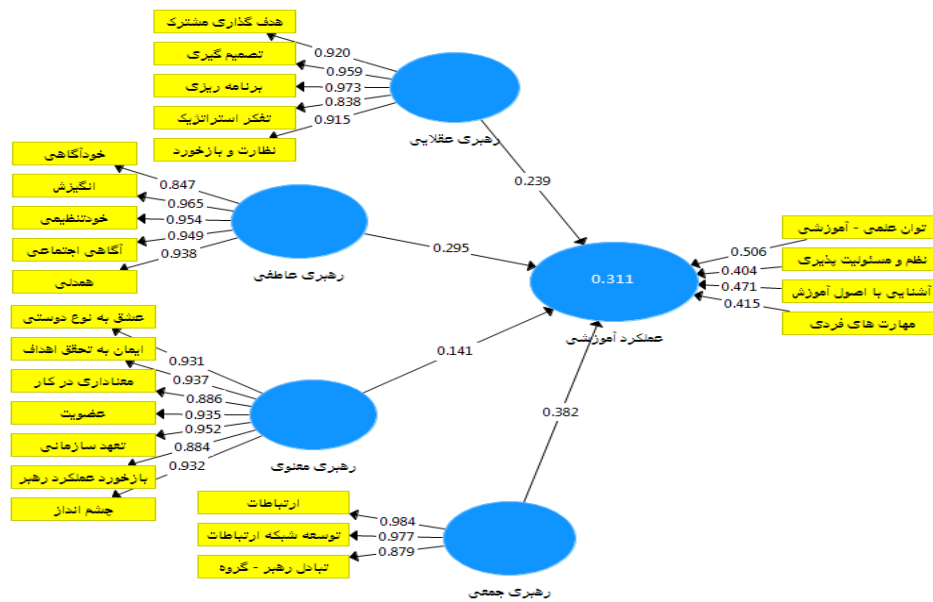 هدف گذاری مشترک
0.920
تصمیم گیری
0.959
برنامه ریزی
0.973
تفکر استراتژیک
0.838
نظارت و بازخورد
0.915
رهبری عقلایی
0.239
خودآگاهی
0.847
انگیزش
0.965
خودتنظیمی
0.954
آگاهی اجتماعی
0.949
همدلی
0.938
رهبری عاطفی
0.295
توان علمی - آموزشی
0.506
نظم و مسئولیت پذیری
0.404
آشنایی با اصول آموزش
0.471
مهارت های فردی
0.415
0.311
عملکرد آموزشی
عشق به نوع دوستی
0.931
ایمان به تحقق اهداف
0.937
معناداری در کار
0.886
عضویت
0.935
تعهد سازمانی
0.952
بازخورد عملکرد رهبر
0.884
چشم انداز
0.932
رهبری معنوی
0.141
0.382
ارتباطات
0.984
توسعه شبکه ارتباطات
0.977
تبادل رهبر - گروه
0.879
رهبری جمعی